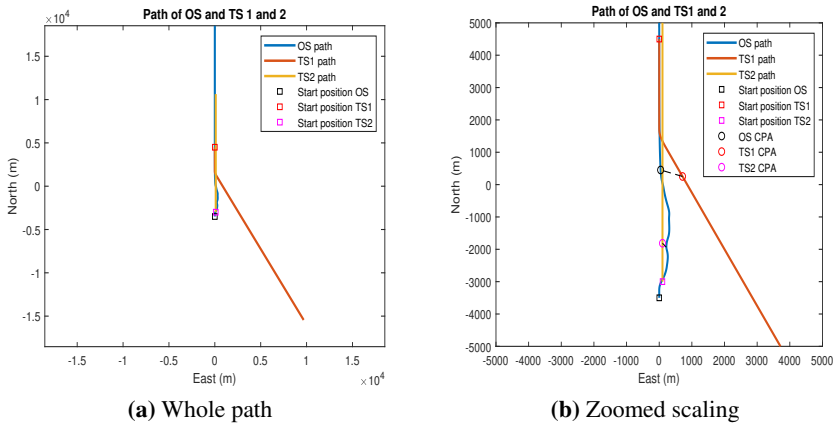 Path of OS and TS 1 and 2
×10⁴
1.5
1
0.5
0
-0.5
-1
-1.5
North (m)
-1.5 -1 -0.5 0 0.5 1 1.5
East (m)
×10⁴
OS path
TS1 path
TS2 path
Start position OS
Start position TS1
Start position TS2
(a) Whole path
Path of OS and TS1 and 2
5000
4000
3000
2000
1000
0
-1000
-2000
-3000
-4000
-5000
North (m)
-5000 -4000 -3000 -2000 -1000 0 1000 2000 3000 4000 5000
East (m)
OS path
TS1 path
TS2 path
Start position OS
Start position TS1
Start position TS2
OS CPA
TS1 CPA
TS2 CPA
(b) Zoomed scaling